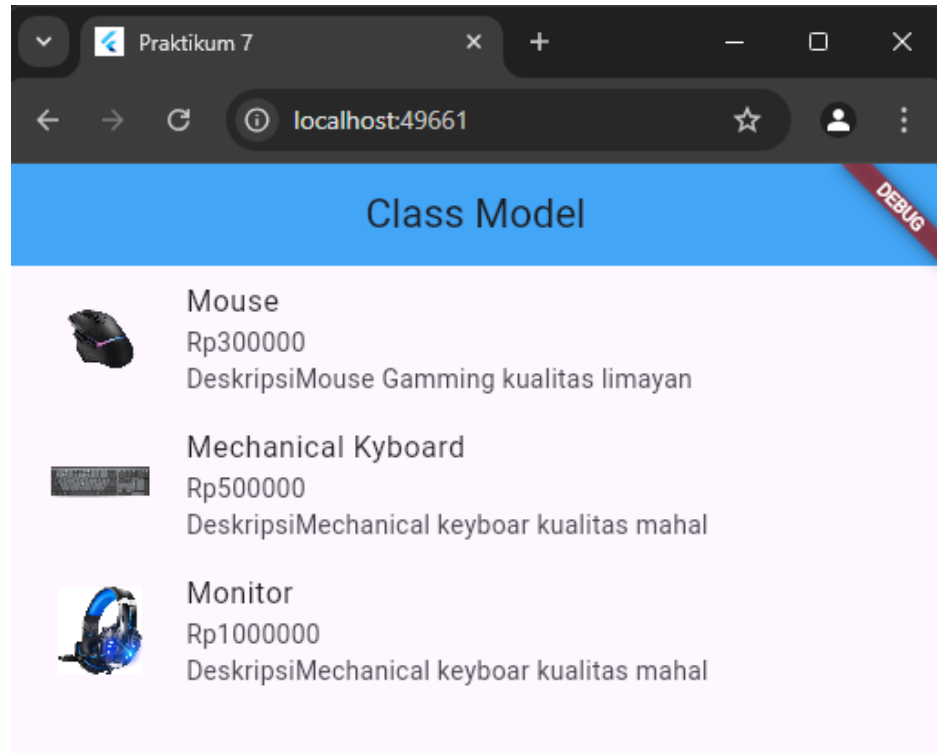 Praktikum 7
localhost:49661
Class Model
DEBUG
Mouse
Rp300000
DeskripsiMouse Gamming kualitas limayan
Mechanical Kyboard
Rp500000
DeskripsiMechanical keyboar kualitas mahal
Monitor
Rp1000000
DeskripsiMechanical keyboar kualitas mahal